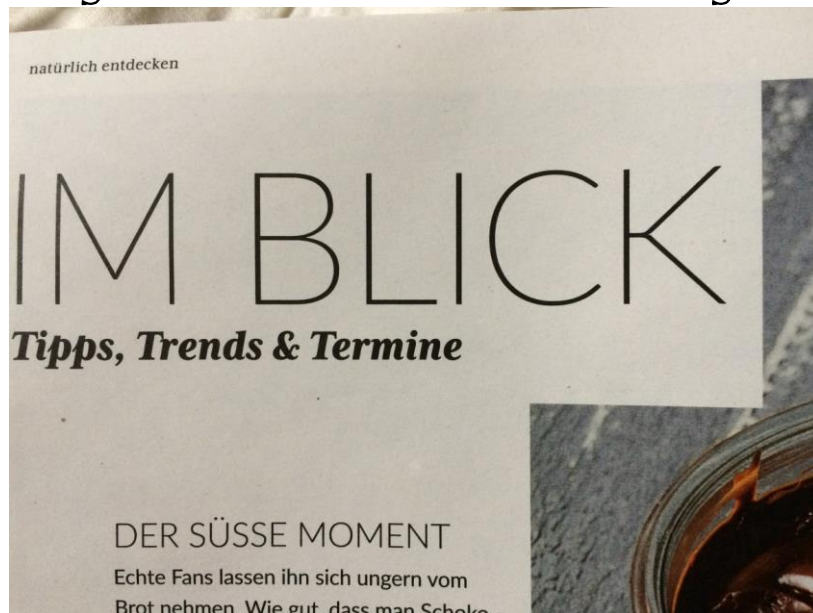 natürlich entdecken
IM BLICK
Tipps, Trends & Termine
DER SÜSSE MOMENT
Echte Fans lassen ihn sich ungern vom
Brot nehmen. Wie gut, dass man Schoko